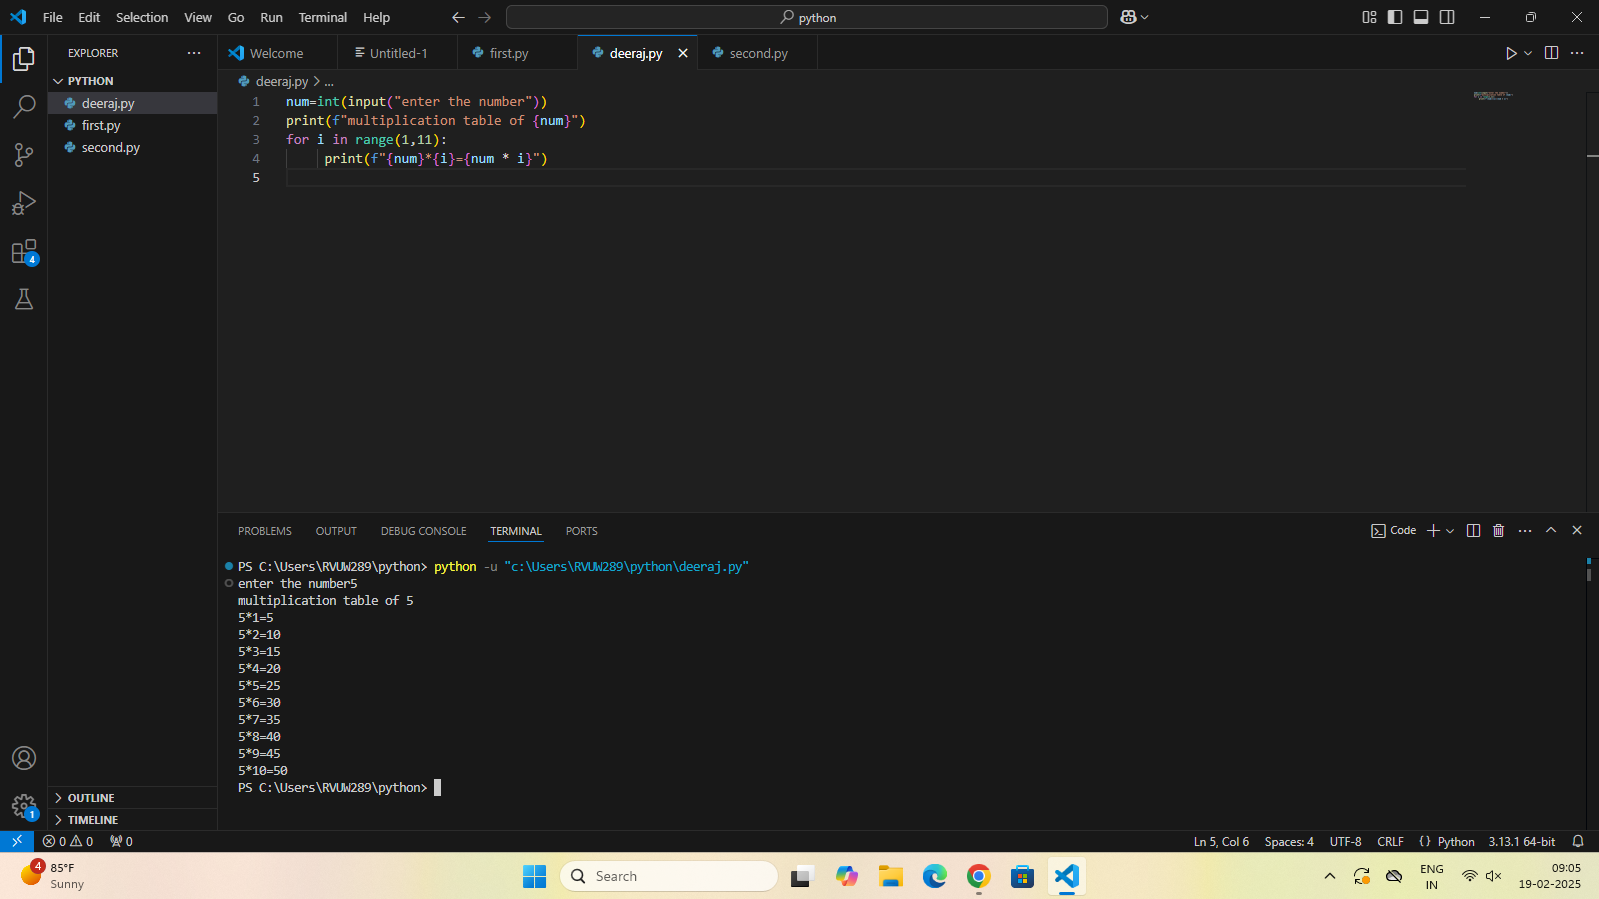 File Edit Selection View Go Run Terminal Help
python
EXPLORER
Welcome
Untitled-1
first.py
deeraj.py
second.py
PYTHON
deeraj.py
first.py
second.py
deeraj.py > ...
1 num=int(input("enter the number"))
2 print(f"multiplication table of {num}")
3 for i in range(1,11):
4 print(f"{num}*{i}={num * i}")
5
4
PROBLEMS OUTPUT DEBUG CONSOLE TERMINAL PORTS
Code
PS C:\Users\RVUW289\python> python -u "c:\Users\RVUW289\python\deeraj.py"
enter the number5
multiplication table of 5
5*1=5
5*2=10
5*3=15
5*4=20
5*5=25
5*6=30
5*7=35
5*8=40
5*9=45
5*10=50
PS C:\Users\RVUW289\python>
OUTLINE
1
TIMELINE
0 0 0
Ln 5, Col 6 Spaces: 4 UTF-8 CRLF {} Python 3.13.1 64-bit
4
85°F
Sunny
Search
ENG
IN
09:05
19-02-2025